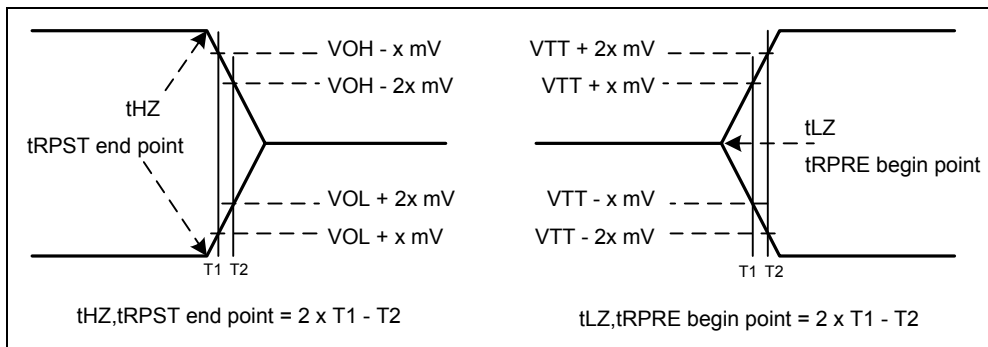 VOH - x mV
VOH - 2x mV
tHZ
tRPST end point
VOL + 2x mV
VOL + x mV
T1 T2
tHZ,tRPST end point = 2 x T1 - T2
VTT + 2x mV
VTT + x mV
tLZ
tRPRE begin point
VTT - x mV
VTT - 2x mV
T1 T2
tLZ,tRPRE begin point = 2 x T1 - T2